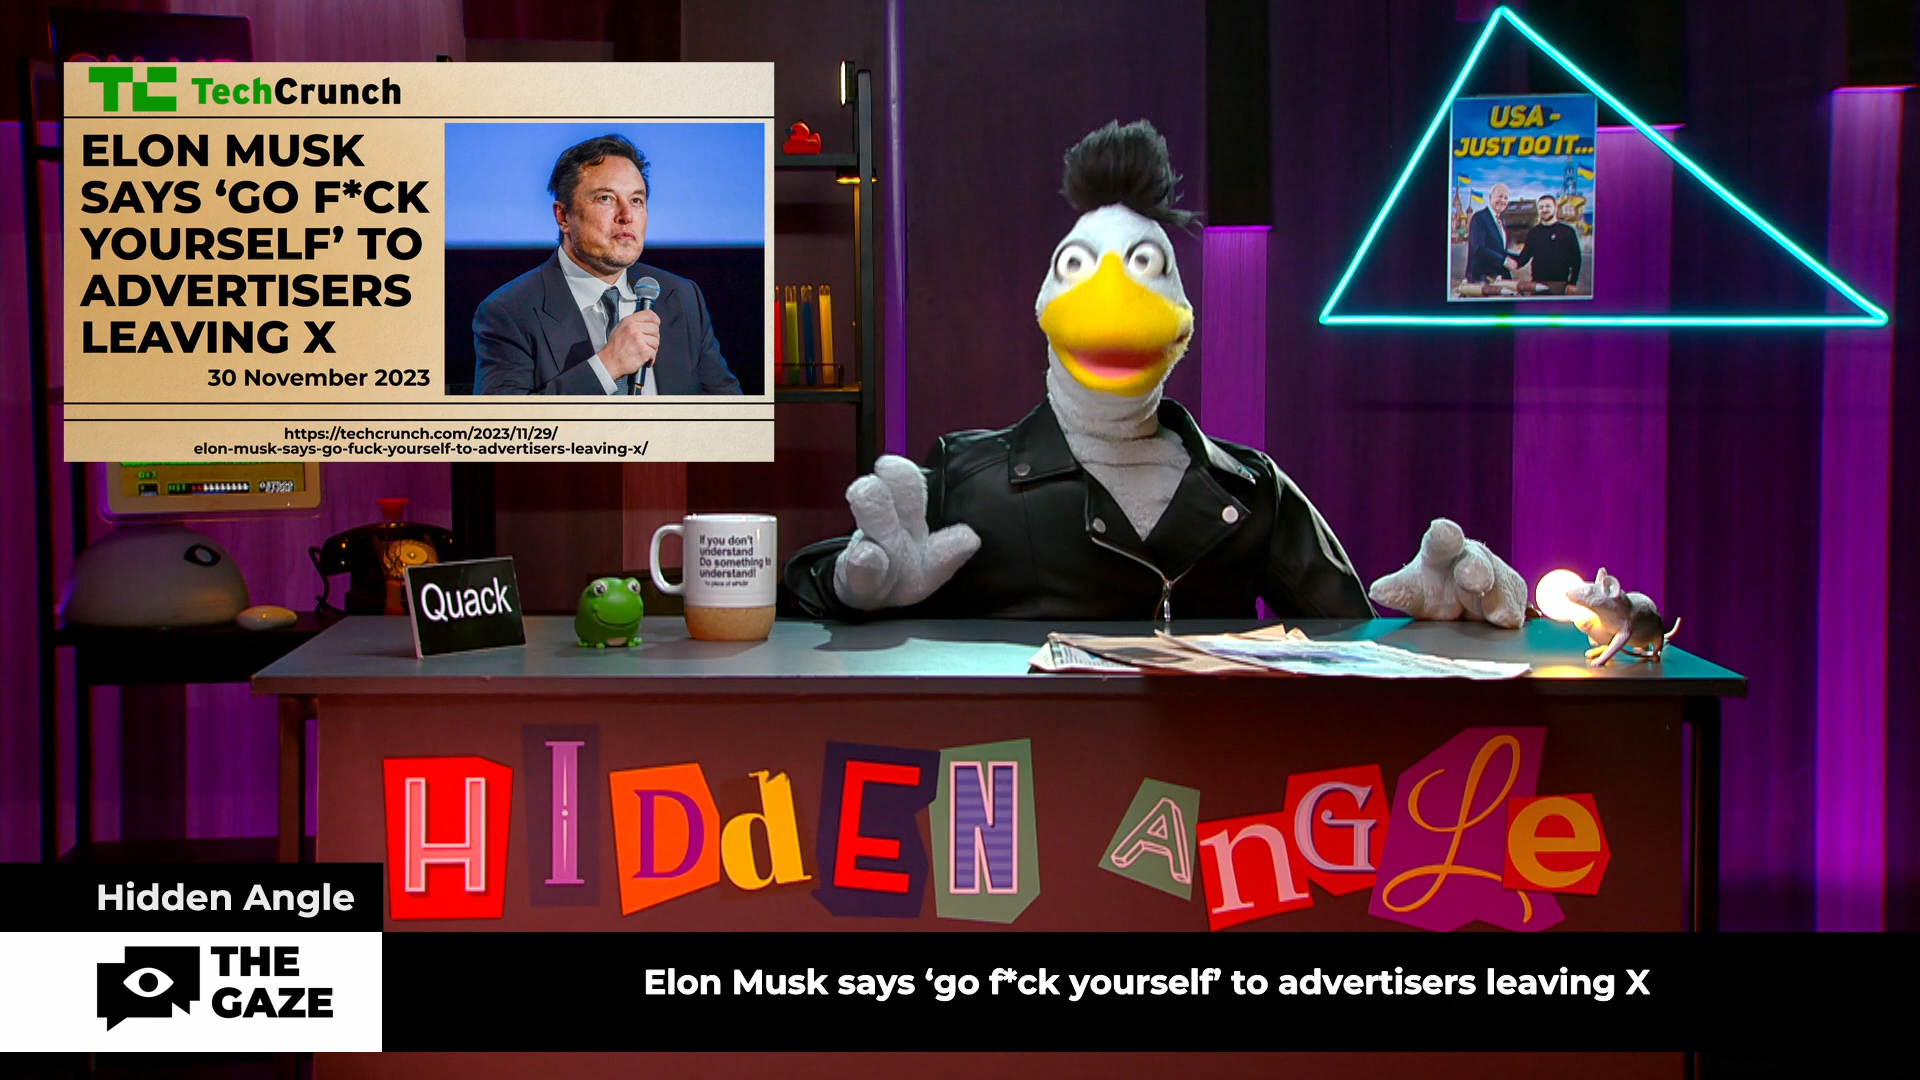 TechCrunch
ELON MUSK
SAYS ‘GO F*CK
YOURSELF’ TO
ADVERTISERS
LEAVING X
30 November 2023
https://techcrunch.com/2023/11/29/
elon-musk-says-go-fuck-yourself-to-advertisers-leaving-x/
USA -
JUST DO IT...
If you don't
understand
Do something to
understand!
Quack
HIDDEN ANGLE
Hidden Angle
THE
GAZE
Elon Musk says ‘go f*ck yourself’ to advertisers leaving X